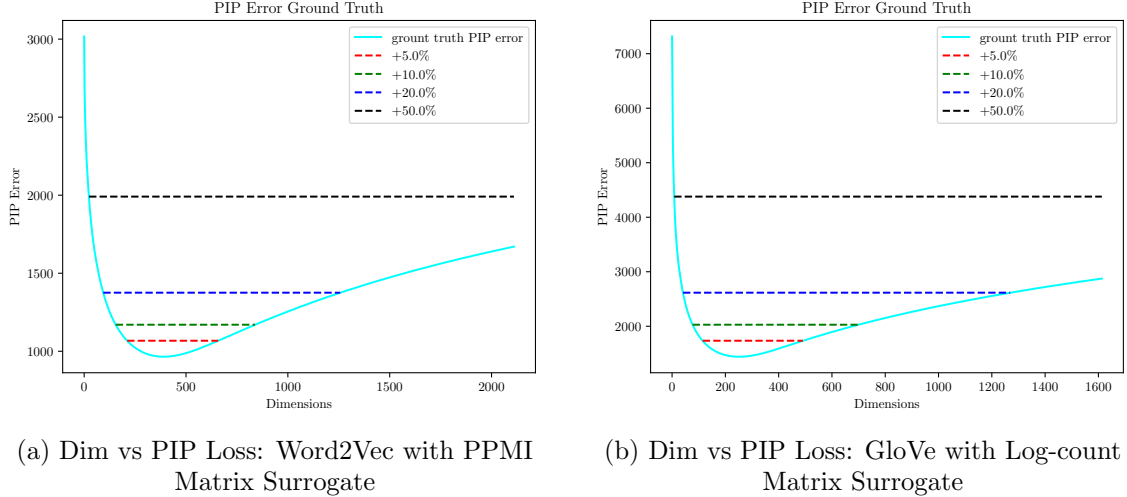 PIP Error Ground Truth
PIP Error
3000
2500
2000
1500
1000
0
500
1000
1500
2000
Dimensions
grount truth PIP error
+5.0%
+10.0%
+20.0%
+50.0%
(a) Dim vs PIP Loss: Word2Vec with PPMI
Matrix Surrogate
PIP Error Ground Truth
PIP Error
7000
6000
5000
4000
3000
2000
0
200
400
600
800
1000
1200
1400
1600
Dimensions
grount truth PIP error
+5.0%
+10.0%
+20.0%
+50.0%
(b) Dim vs PIP Loss: GloVe with Log-count
Matrix Surrogate